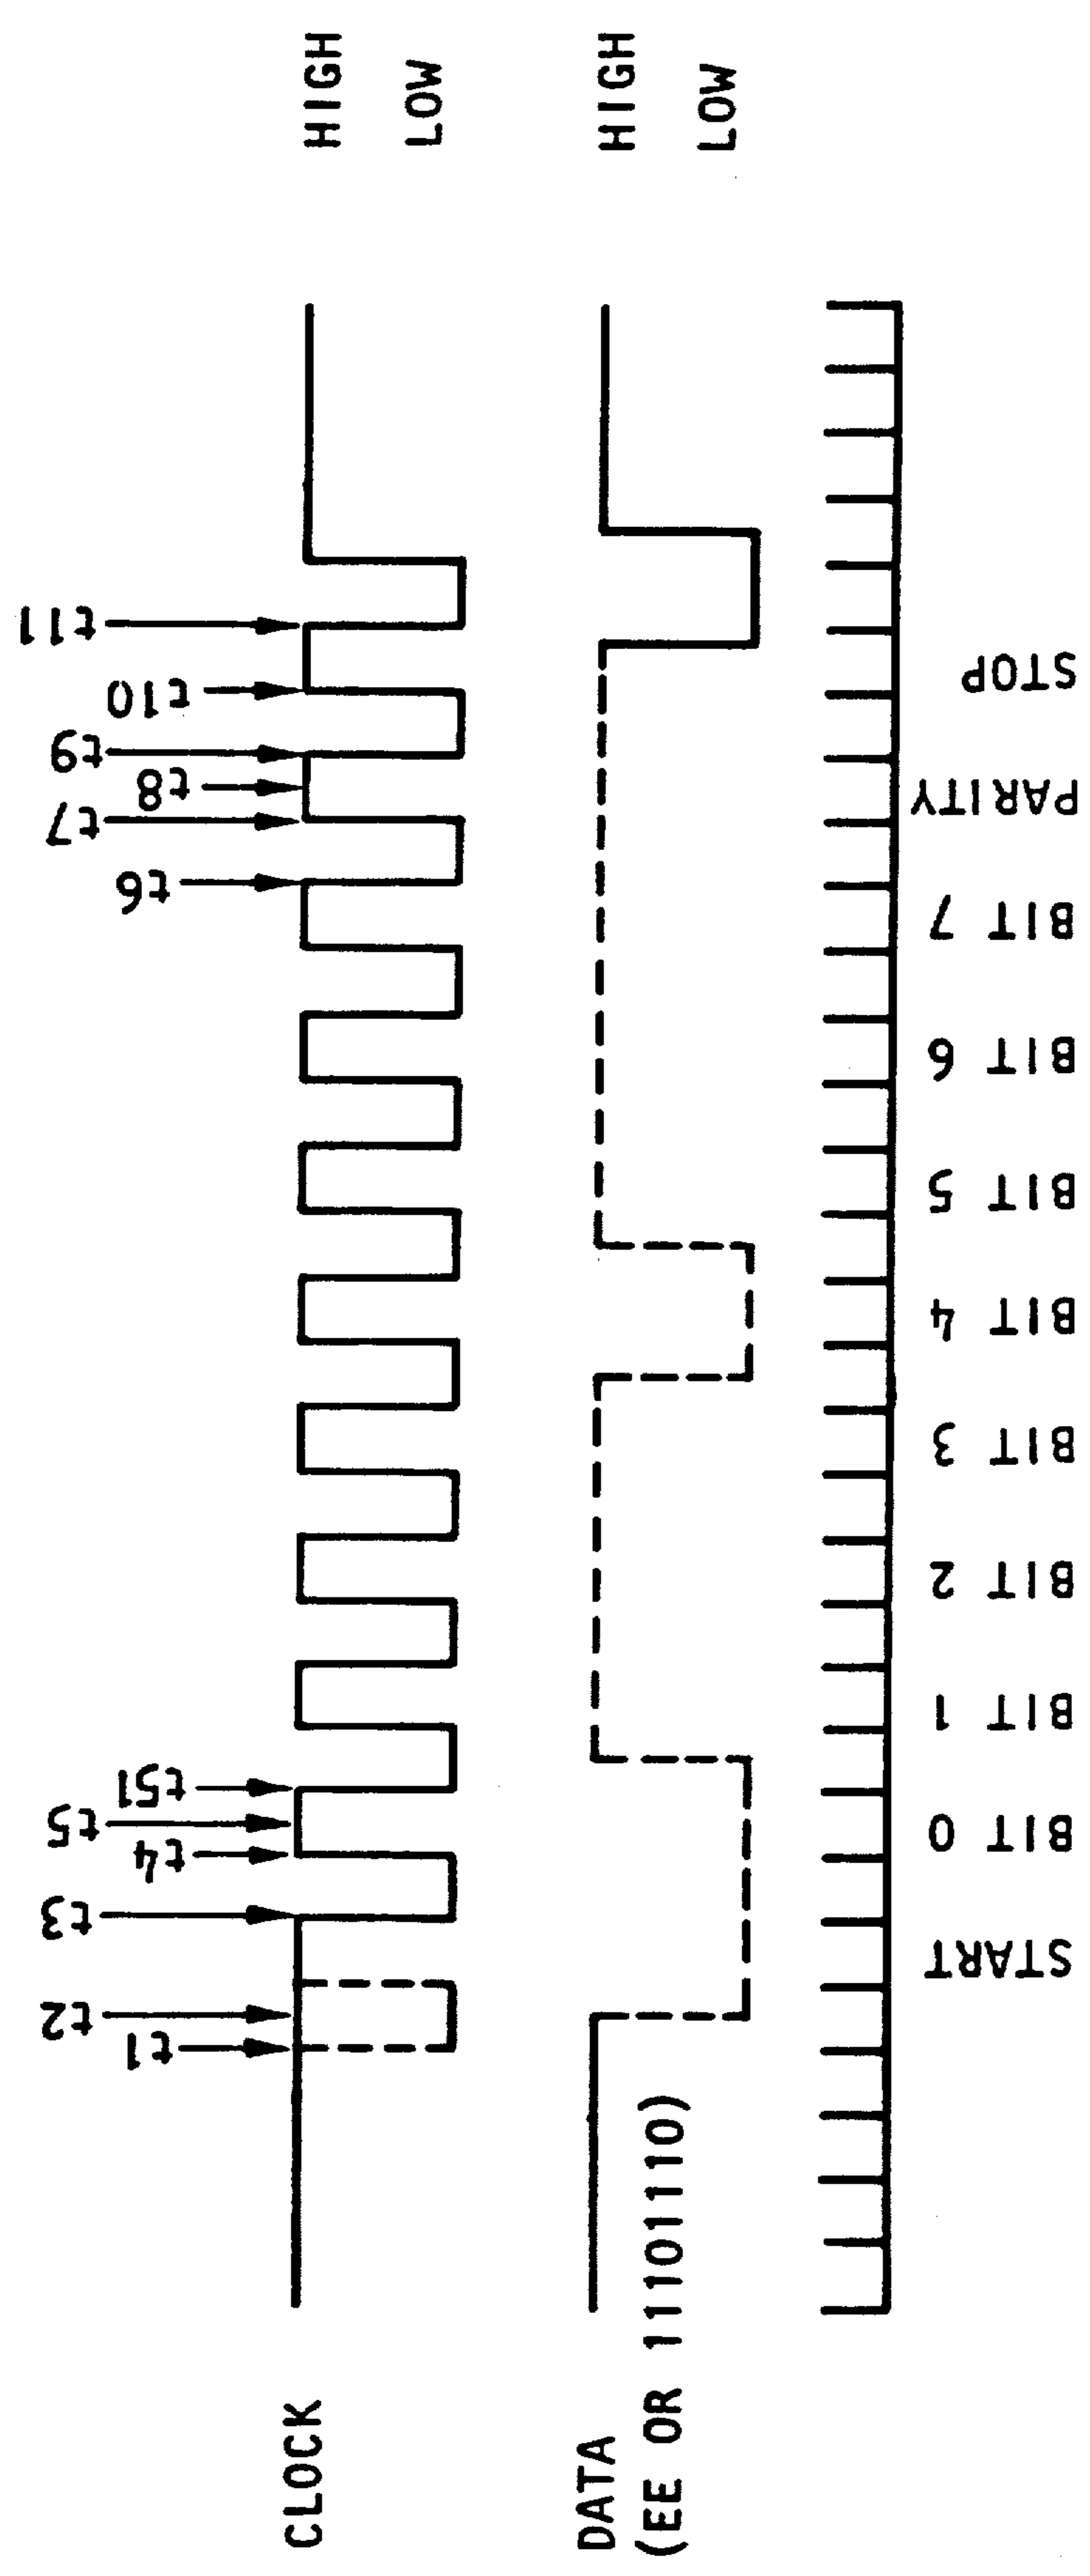 CLOCK
HIGH
LOW
t1
t2
t3
t4
t5
t51
t6
t7
t8
t9
t10
t11
DATA
(EE OR 11101110)
HIGH
LOW
START
BIT 0
BIT 1
BIT 2
BIT 3
BIT 4
BIT 5
BIT 6
BIT 7
PARITY
STOP